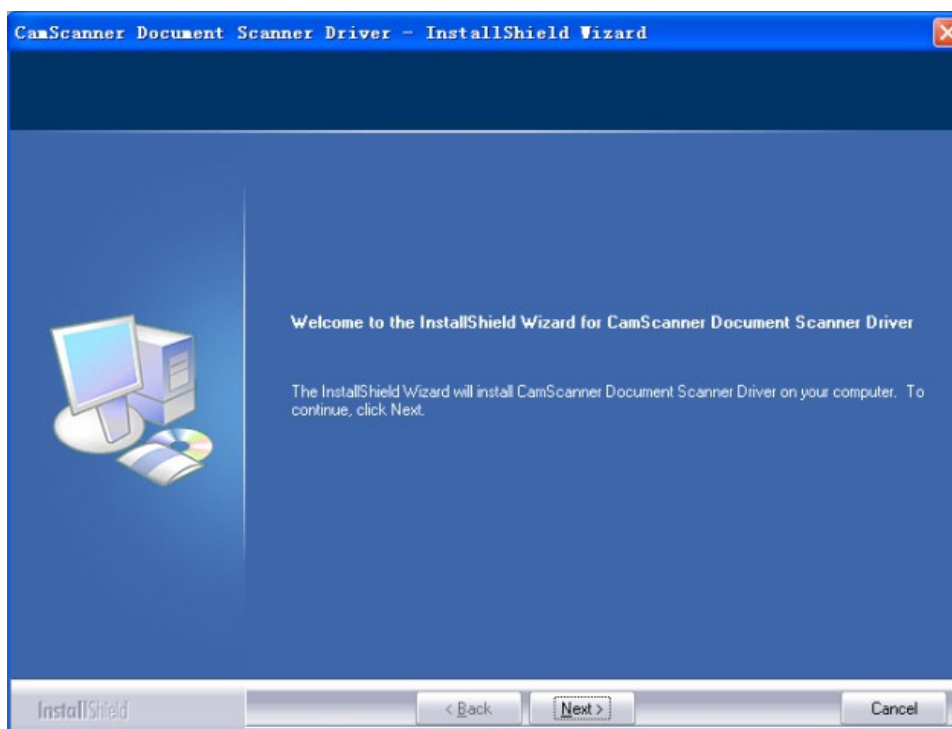 CamScanner Document Scanner Driver - InstallShield Wizard
Welcome to the InstallShield Wizard for CamScanner Document Scanner Driver
The InstallShield Wizard will install CamScanner Document Scanner Driver on your computer. To
continue, click Next.
InstallShield
< Back
Next >
Cancel